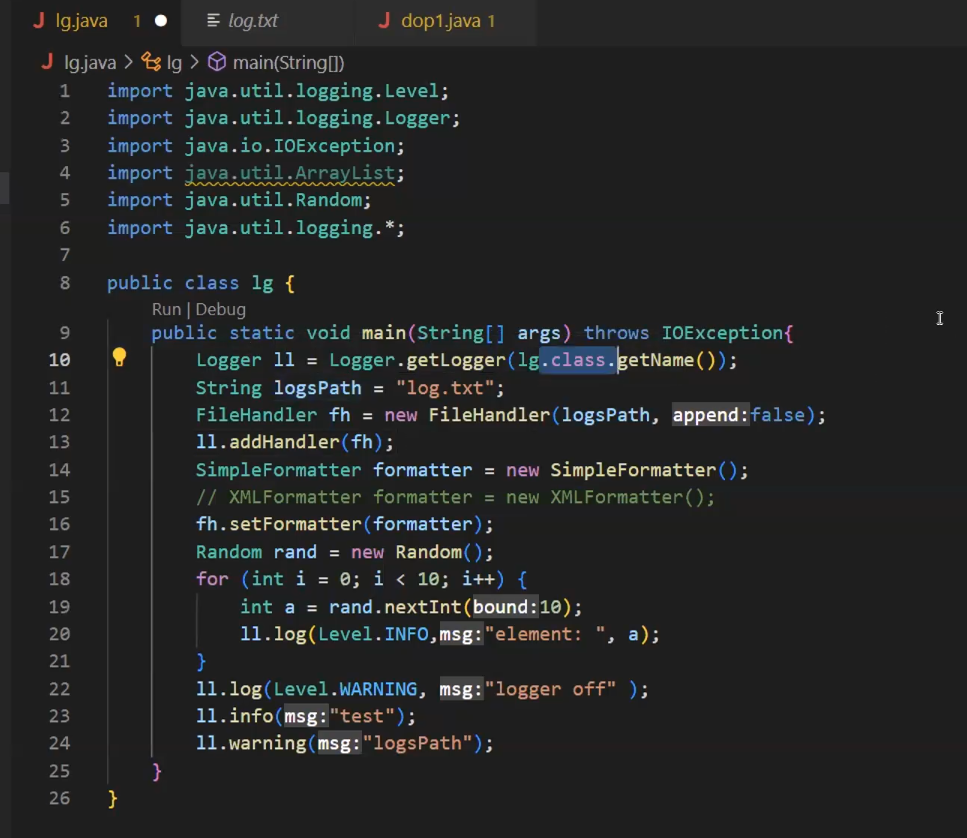 J lg.java 1 log.txt J dop1.java 1
J lg.java > lg > main(String[])
1 import java.util.logging.Level;
2 import java.util.logging.Logger;
3 import java.io.IOException;
4 import java.util.ArrayList;
5 import java.util.Random;
6 import java.util.logging.*;
7
8 public class lg {
Run | Debug
9 public static void main(String[] args) throws IOException{
10 Logger ll = Logger.getLogger(lg.class.getName());
11 String logsPath = "log.txt";
12 FileHandler fh = new FileHandler(logsPath, append:false);
13 ll.addHandler(fh);
14 SimpleFormatter formatter = new SimpleFormatter();
15 // XMLFormatter formatter = new XMLFormatter();
16 fh.setFormatter(formatter);
17 Random rand = new Random();
18 for (int i = 0; i < 10; i++) {
19 int a = rand.nextInt(bound:10);
20 ll.log(Level.INFO,msg:"element: ", a);
21 }
22 ll.log(Level.WARNING, msg:"logger off" );
23 ll.info(msg:"test");
24 ll.warning(msg:"logsPath");
25 }
26 }